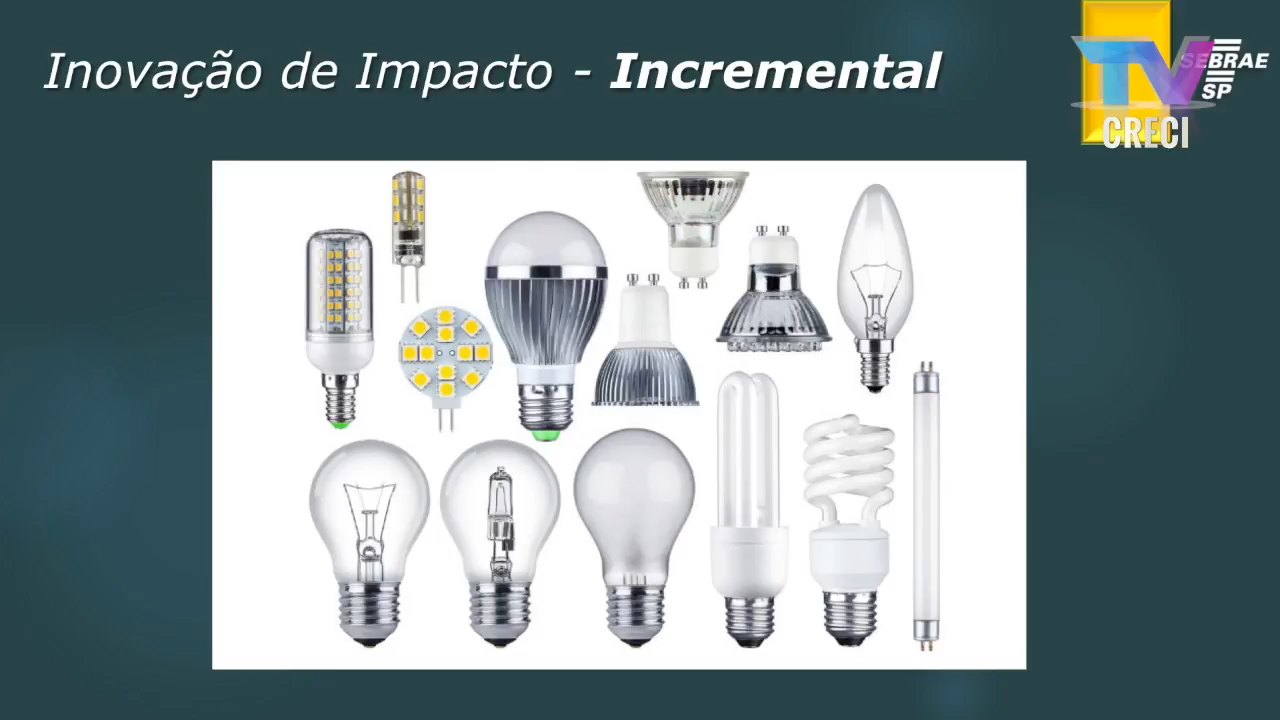 Inovação de Impacto - Incremental
TV
SEBRAE
SP
CRECI